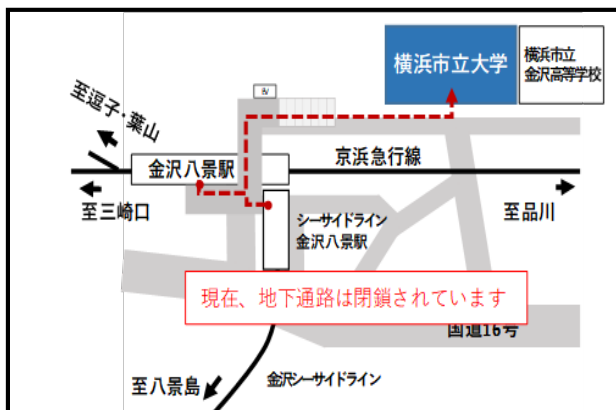 横浜市立大学
横浜市立
金沢高等学校
EV
至逗子・葉山
金沢八景駅
京浜急行線
至三崎口
至品川
シーサイドライン
金沢八景駅
現在、地下通路は閉鎖されています
国道16号
至八景島
金沢シーサイドライン